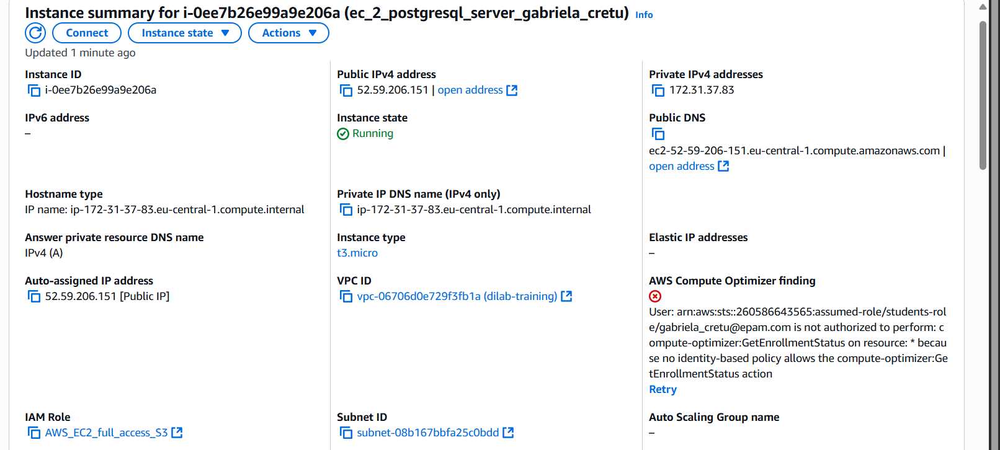 Instance summary for i-0ee7b26e99a9e206a (ec_2_postgresql_server_gabriela_cretu) Info
Connect Instance state Actions
Updated 1 minute ago
Instance ID
i-0ee7b26e99a9e206a
Public IPv4 address
52.59.206.151 | open address
Private IPv4 addresses
172.31.37.83
IPv6 address
–
Instance state
Running
Public DNS
ec2-52-59-206-151.eu-central-1.compute.amazonaws.com |
open address
Hostname type
IP name: ip-172-31-37-83.eu-central-1.compute.internal
Private IP DNS name (IPv4 only)
ip-172-31-37-83.eu-central-1.compute.internal
Answer private resource DNS name
IPv4 (A)
Instance type
t3.micro
Elastic IP addresses
–
Auto-assigned IP address
52.59.206.151 [Public IP]
VPC ID
vpc-06706d0e729f3fb1a (dilab-training)
AWS Compute Optimizer finding
User: arn:aws:sts::260586643565:assumed-role/students-rol
e/gabriela_cretu@epam.com is not authorized to perform: c
ompute-optimizer:GetEnrollmentStatus on resource: * becau
se no identity-based policy allows the compute-optimizer:Ge
tEnrollmentStatus action
Retry
IAM Role
AWS_EC2_full_access_S3
Subnet ID
subnet-08b167bbfa25c0bdd
Auto Scaling Group name
–